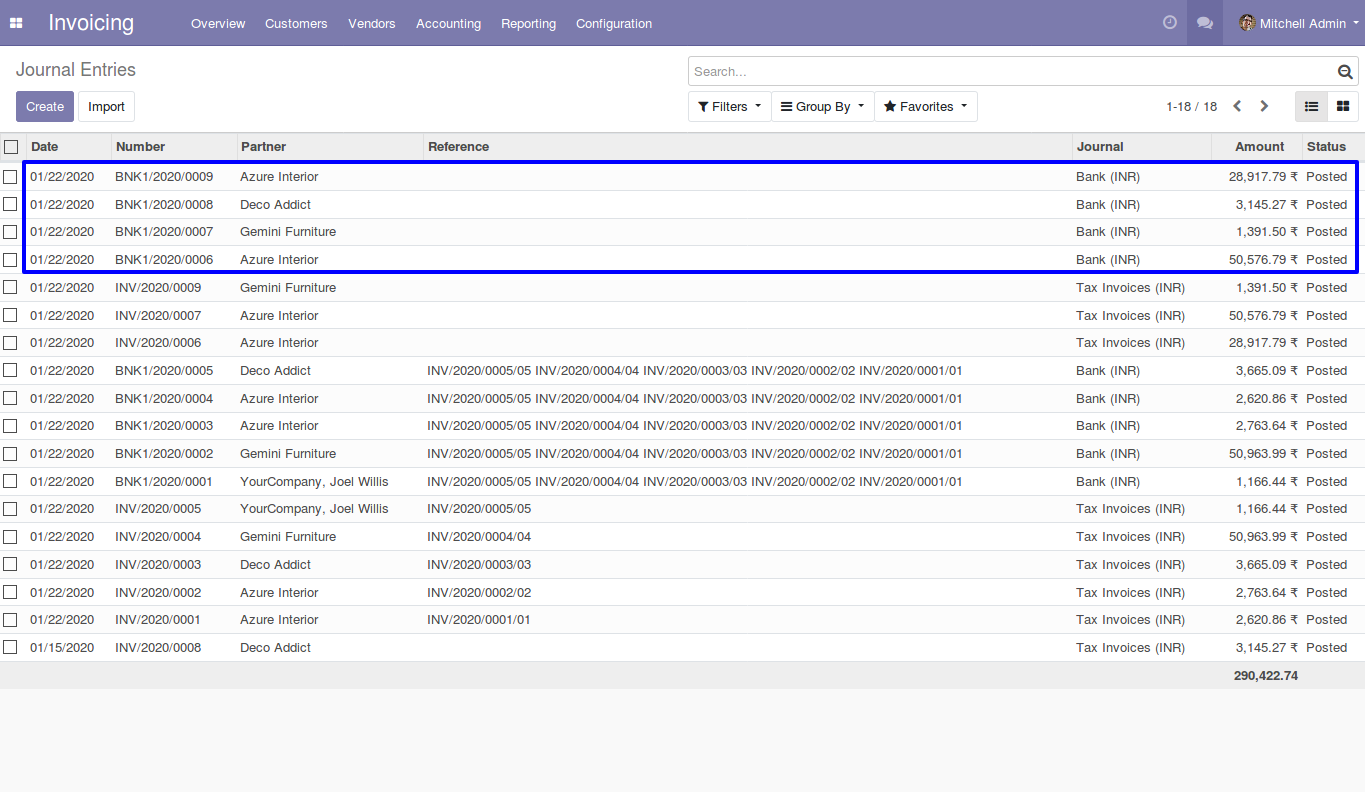 Invoicing Overview Customers Vendors Accounting Reporting Configuration Mitchell Admin
Journal Entries
Search...
Create Import Filters Group By Favorites 1-18 / 18
Date Number Partner Reference Journal Amount Status
01/22/2020 BNK1/2020/0009 Azure Interior Bank (INR) 28,917.79 ₹ Posted
01/22/2020 BNK1/2020/0008 Deco Addict Bank (INR) 3,145.27 ₹ Posted
01/22/2020 BNK1/2020/0007 Gemini Furniture Bank (INR) 1,391.50 ₹ Posted
01/22/2020 BNK1/2020/0006 Azure Interior Bank (INR) 50,576.79 ₹ Posted
01/22/2020 INV/2020/0009 Gemini Furniture Tax Invoices (INR) 1,391.50 ₹ Posted
01/22/2020 INV/2020/0007 Azure Interior Tax Invoices (INR) 50,576.79 ₹ Posted
01/22/2020 INV/2020/0006 Azure Interior Tax Invoices (INR) 28,917.79 ₹ Posted
01/22/2020 BNK1/2020/0005 Deco Addict INV/2020/0005/05 INV/2020/0004/04 INV/2020/0003/03 INV/2020/0002/02 INV/2020/0001/01 Bank (INR) 3,665.09 ₹ Posted
01/22/2020 BNK1/2020/0004 Azure Interior INV/2020/0005/05 INV/2020/0004/04 INV/2020/0003/03 INV/2020/0002/02 INV/2020/0001/01 Bank (INR) 2,620.86 ₹ Posted
01/22/2020 BNK1/2020/0003 Azure Interior INV/2020/0005/05 INV/2020/0004/04 INV/2020/0003/03 INV/2020/0002/02 INV/2020/0001/01 Bank (INR) 2,763.64 ₹ Posted
01/22/2020 BNK1/2020/0002 Gemini Furniture INV/2020/0005/05 INV/2020/0004/04 INV/2020/0003/03 INV/2020/0002/02 INV/2020/0001/01 Bank (INR) 50,963.99 ₹ Posted
01/22/2020 BNK1/2020/0001 YourCompany, Joel Willis INV/2020/0005/05 INV/2020/0004/04 INV/2020/0003/03 INV/2020/0002/02 INV/2020/0001/01 Bank (INR) 1,166.44 ₹ Posted
01/22/2020 INV/2020/0005 YourCompany, Joel Willis INV/2020/0005/05 Tax Invoices (INR) 1,166.44 ₹ Posted
01/22/2020 INV/2020/0004 Gemini Furniture INV/2020/0004/04 Tax Invoices (INR) 50,963.99 ₹ Posted
01/22/2020 INV/2020/0003 Deco Addict INV/2020/0003/03 Tax Invoices (INR) 3,665.09 ₹ Posted
01/22/2020 INV/2020/0002 Azure Interior INV/2020/0002/02 Tax Invoices (INR) 2,763.64 ₹ Posted
01/22/2020 INV/2020/0001 Azure Interior INV/2020/0001/01 Tax Invoices (INR) 2,620.86 ₹ Posted
01/15/2020 INV/2020/0008 Deco Addict Tax Invoices (INR) 3,145.27 ₹ Posted
290,422.74